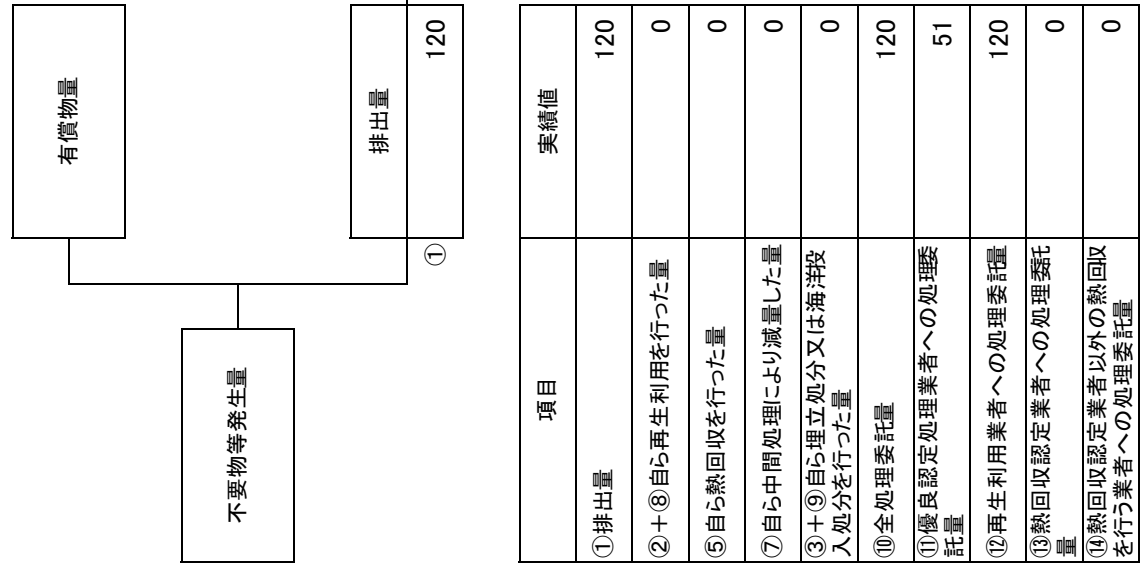 不要物等発生量
有償物量
①
排出量
120
項目
実績値
①排出量
120
②+⑧自ら再生利用を行った量
0
⑤自ら熱回収を行った量
0
⑦自ら中間処理により減量した量
0
③+⑨自ら埋立処分又は海洋投
入処分を行った量
0
⑩全処理委託量
120
⑪優良認定処理業者への処理委
託量
51
⑫再生利用業者への処理委託量
120
⑬熱回収認定業者への処理委託
量
0
⑭熱回収認定業者以外の熱回収
を行う業者への処理委託量
0